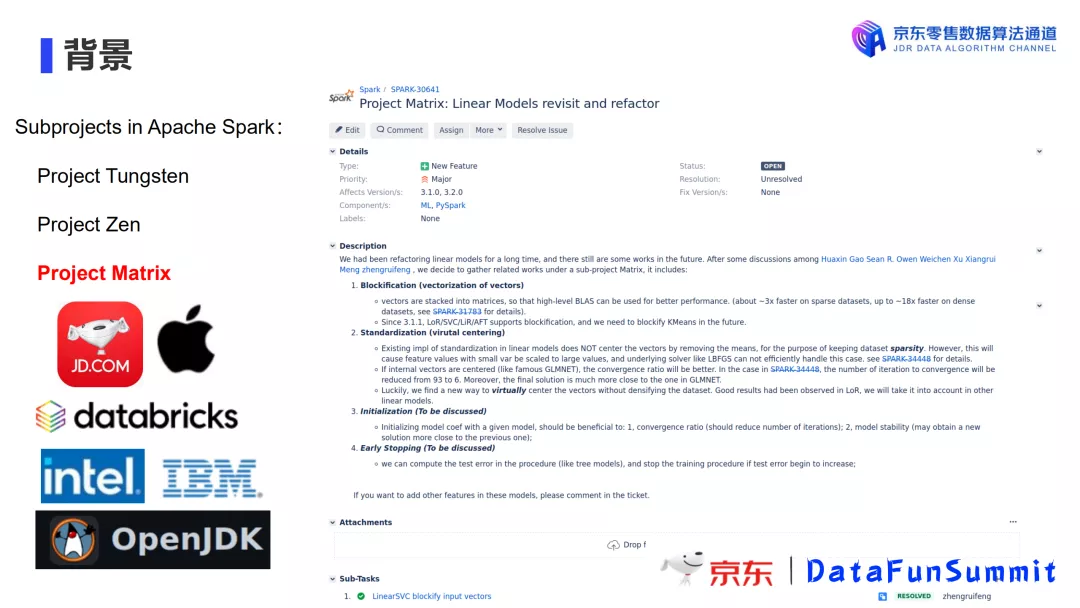 背景
京东零售数据算法通道
JDR DATA ALGORITHM CHANNEL
Subprojects in Apache Spark：
Project Tungsten
Project Zen
Project Matrix
JD.COM
databricks
intel.
IBM
OpenJDK
Spark
Spark / SPARK-30641
Project Matrix: Linear Models revisit and refactor
Edit Comment Assign More Resolve Issue
Details
Type: New Feature Status: OPEN
Priority: Major Resolution: Unresolved
Affects Version/s: 3.1.0, 3.2.0 Fix Version/s: None
Component/s: ML, PySpark
Labels: None
Description
We had been refactoring linear models for a long time, and there still are some works in the future. After some discussions among Huaxin Gao Sean R. Owen Weichen Xu Xiangrui
Meng zhengruifeng , we decide to gather related works under a sub-project Matrix, it includes:
1. Blockification (vectorization of vectors)
vectors are stacked into matrices, so that high-level BLAS can be used for better performance. (about ~3x faster on sparse datasets, up to ~18x faster on dense
datasets, see SPARK-31783 for details).
Since 3.1.1, LoR/SVC/LiR/AFT supports blockification, and we need to blockify KMeans in the future.
2. Standardization (virutal centering)
Existing impl of standardization in linear models does NOT center the vectors by removing the means, for the purpose of keeping dataset sparsity. However, this will
cause feature values with small var be scaled to large values, and underlying solver like LBFGS can not efficiently handle this case. see SPARK-34448 for details.
If internal vectors are centered (like famous GLMNET), the convergence ratio will be better. In the case in SPARK-34448, the number of iteration to convergence will be
reduced from 93 to 6. Moreover, the final solution is much more close to the one in GLMNET.
Luckily, we find a new way to virtually center the vectors without densifying the dataset. Good results had been observed in LoR, we will take it into account in other
linear models.
3. Initialization (To be discussed)
Initializing model coef with a given model, should be beneficial to: 1, convergence ratio (should reduce number of iterations); 2, model stability (may obtain a new
solution more close to the previous one);
4. Early Stopping (To be discussed)
we can compute the test error in the procedure (like tree models), and stop the training procedure if test error begin to increase;
If you want to add other features in these models, please comment in the ticket.
Attachments
Drop f
京东 | DataFunSummit
Sub-Tasks
1. LinearSVC blockify input vectors RESOLVED zhengruifeng